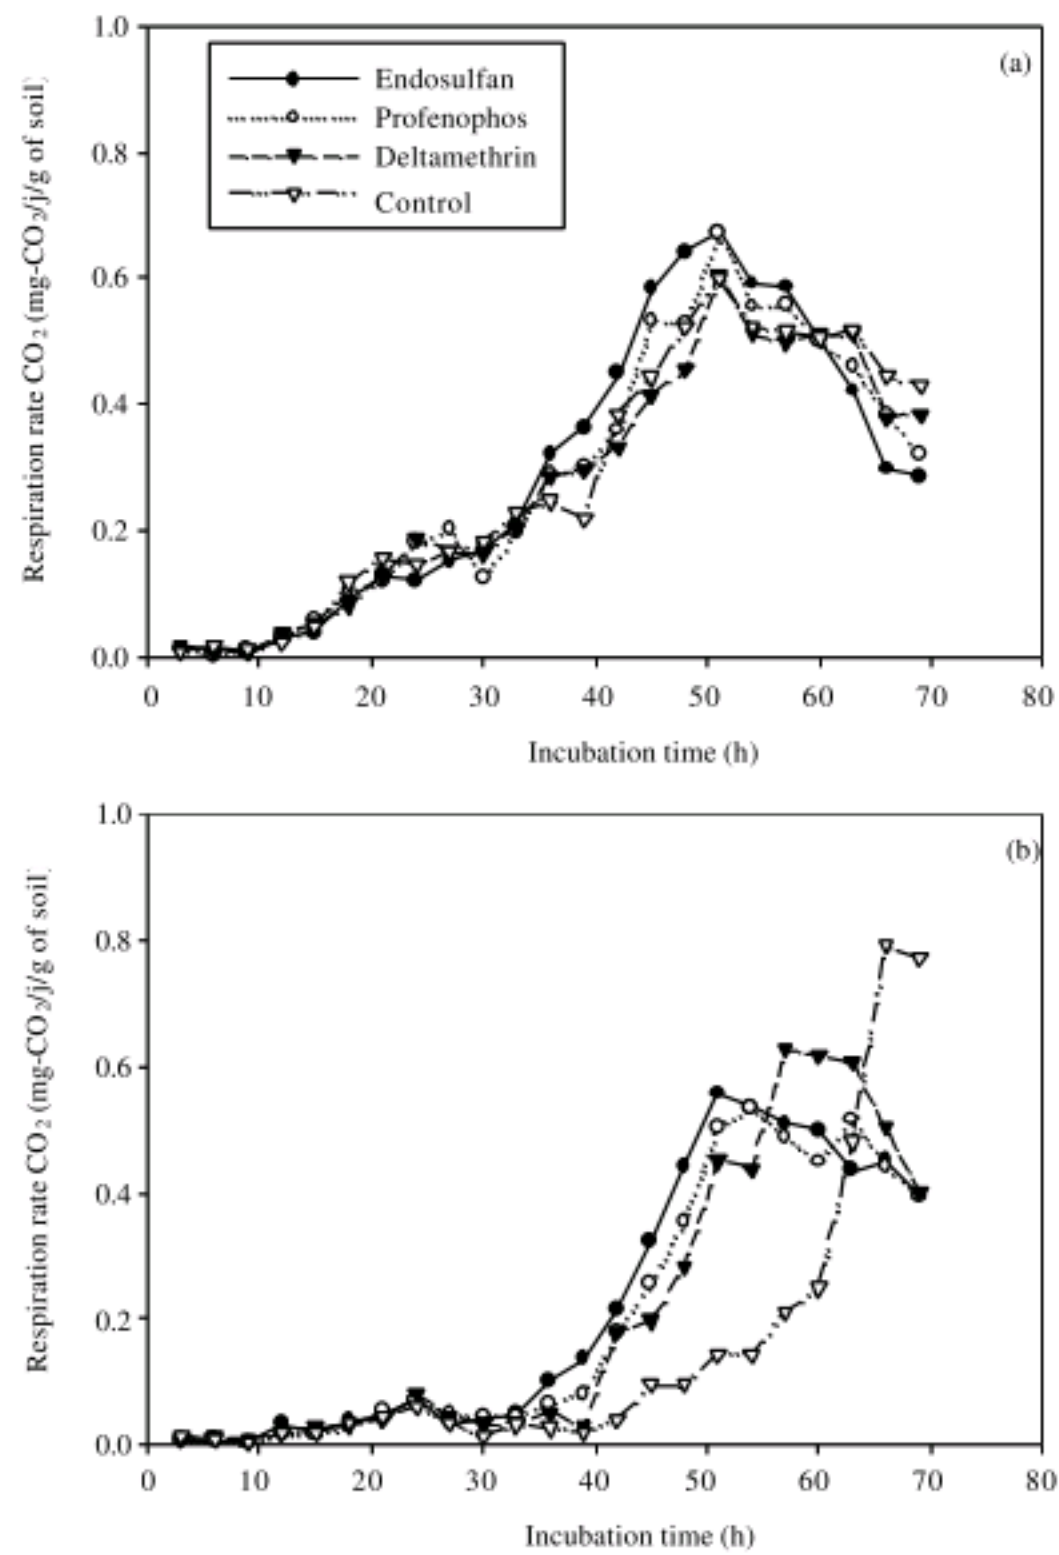 1.0
(a)
Endosulfan
Profenophos
Deltamethrin
Control
0.8
0.6
0.4
0.2
0.0
Respiration rate CO₂ (mg-CO₂/j/g of soil)
0 10 20 30 40 50 60 70 80
Incubation time (h)
1.0
(b)
0.8
0.6
0.4
0.2
0.0
Respiration rate CO₂ (mg-CO₂/j/g of soil)
0 10 20 30 40 50 60 70 80
Incubation time (h)